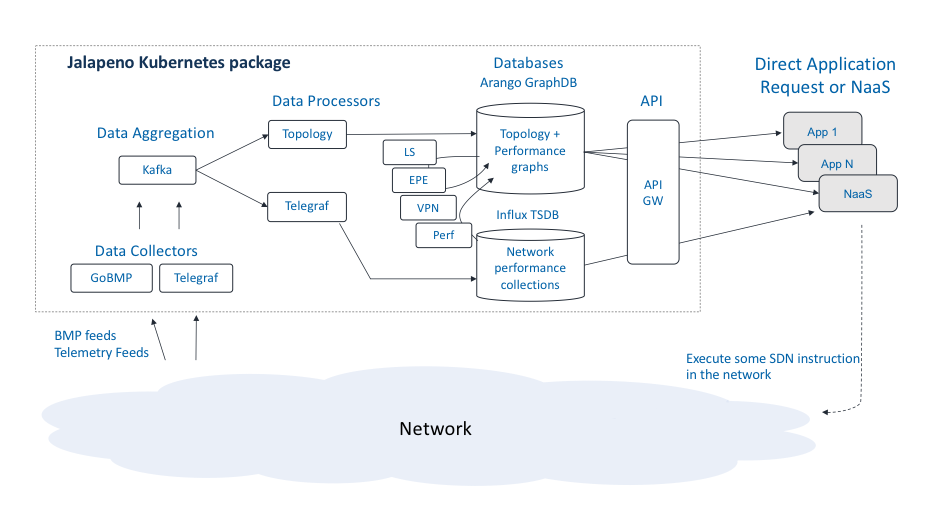 Jalapeno Kubernetes package
Databases
Arango GraphDB
Direct Application
Request or NaaS
Data Processors
API
Data Aggregation
Topology
Topology +
Performance
graphs
App 1
LS
Kafka
App N
EPE
API
GW
NaaS
Telegraf
VPN
Influx TSDB
Perf
Data Collectors
Network
performance
collections
GoBMP
Telegraf
BMP feeds
Telemetry Feeds
Execute some SDN instruction
in the network
Network